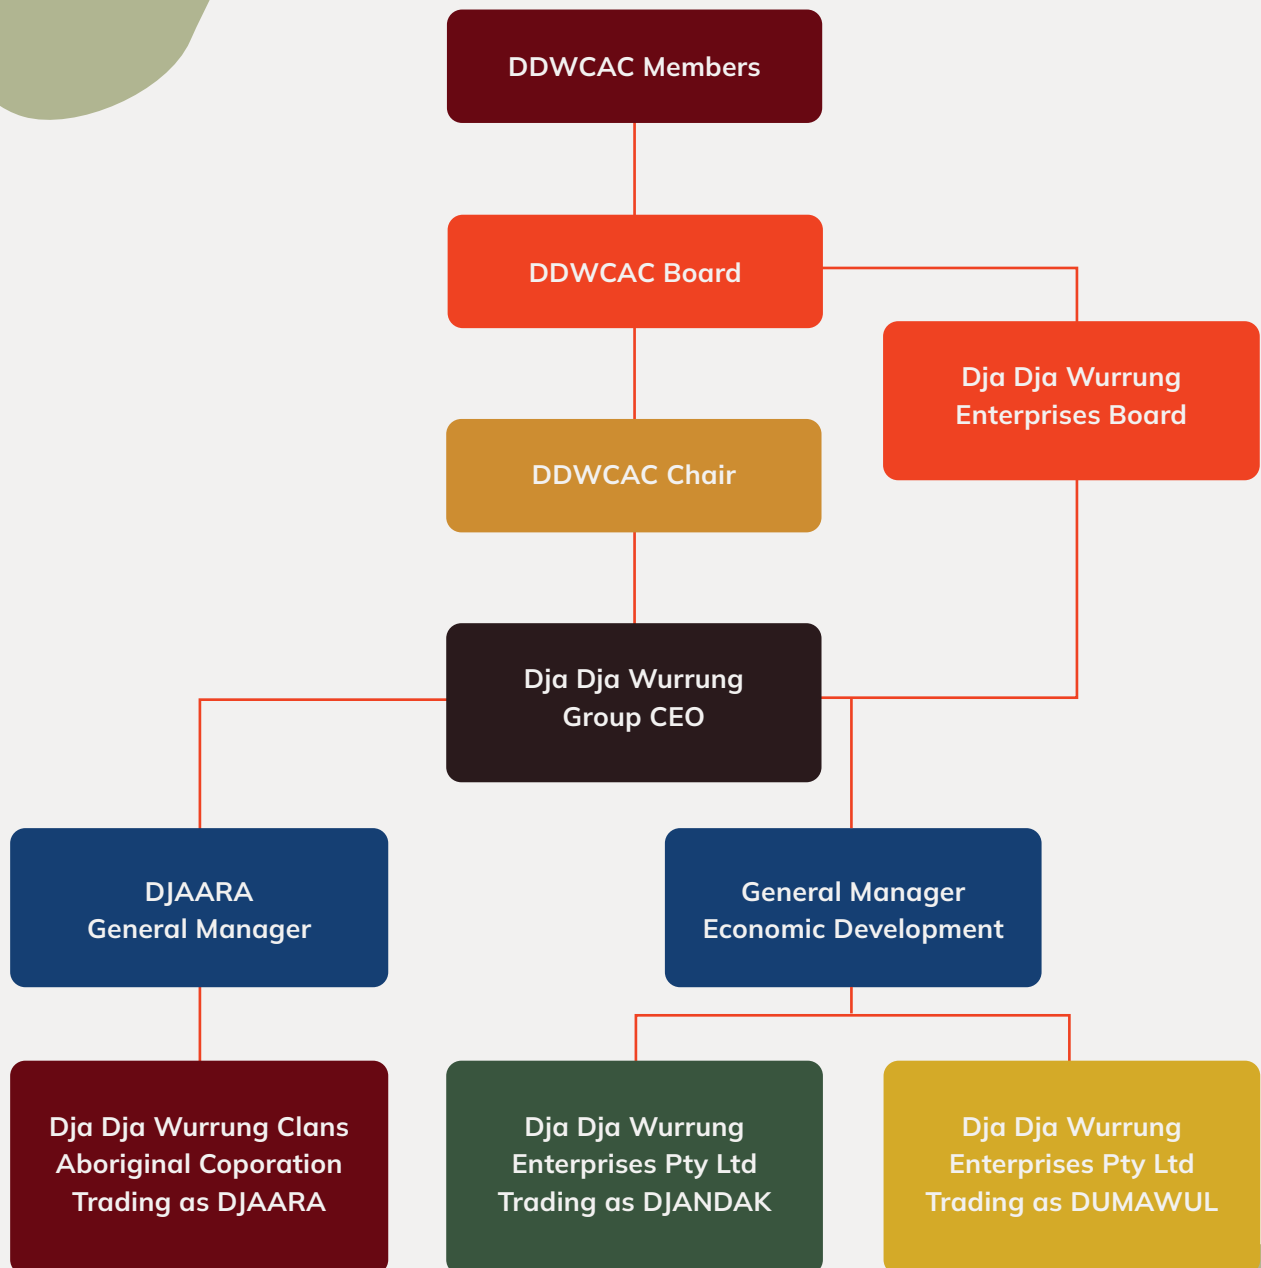 DDWCAC Members
DDWCAC Board
Dja Dja Wurrung
Enterprises Board
DDWCAC Chair
Dja Dja Wurrung
Group CEO
DJAARA
General Manager
General Manager
Economic Development
Dja Dja Wurrung Clans
Aboriginal Coporation
Trading as DJAARA
Dja Dja Wurrung
Enterprises Pty Ltd
Trading as DJANDAK
Dja Dja Wurrung
Enterprises Pty Ltd
Trading as DUMAWUL